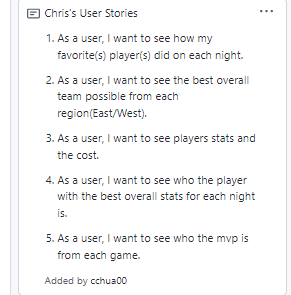 Chris's User Stories
1. As a user, I want to see how my
favorite(s) player(s) did on each night.
2. As a user, I want to see the best overall
team possible from each
region(East/West).
3. As a user, I want to see players stats and
the cost.
4. As a user, I want to see who the player
with the best overall stats for each night
is.
5. As a user, I want to see who the mvp is
from each game.
Added by cchua00